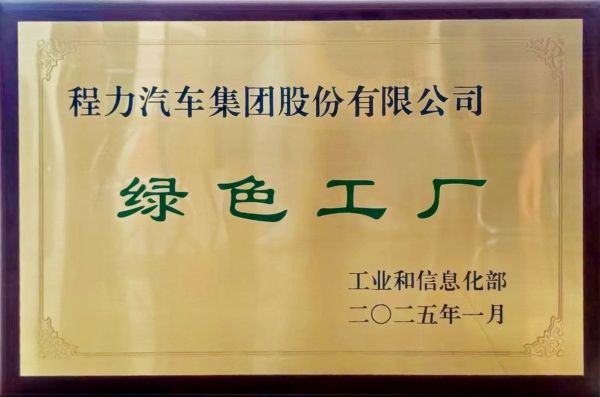 程力汽车集团股份有限公司
绿色工厂
工业和信息化部
二〇二五年一月